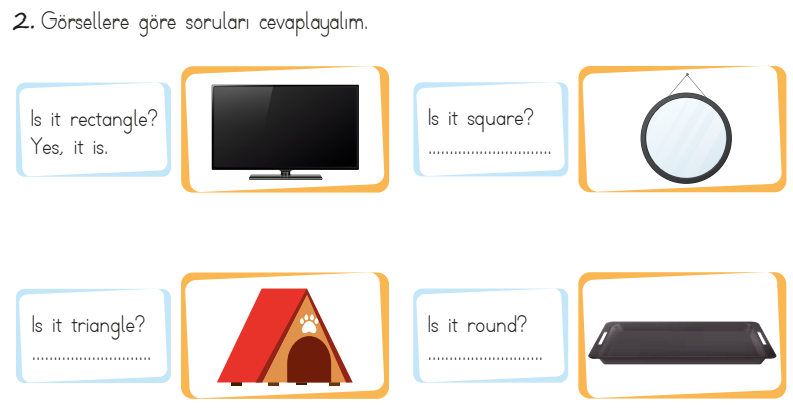 2. Görsellere göre soruları cevaplayalım.
Is it rectangle?
Yes, it is.
Is it square?
.............................
Is it triangle?
............................
Is it round?
...........................